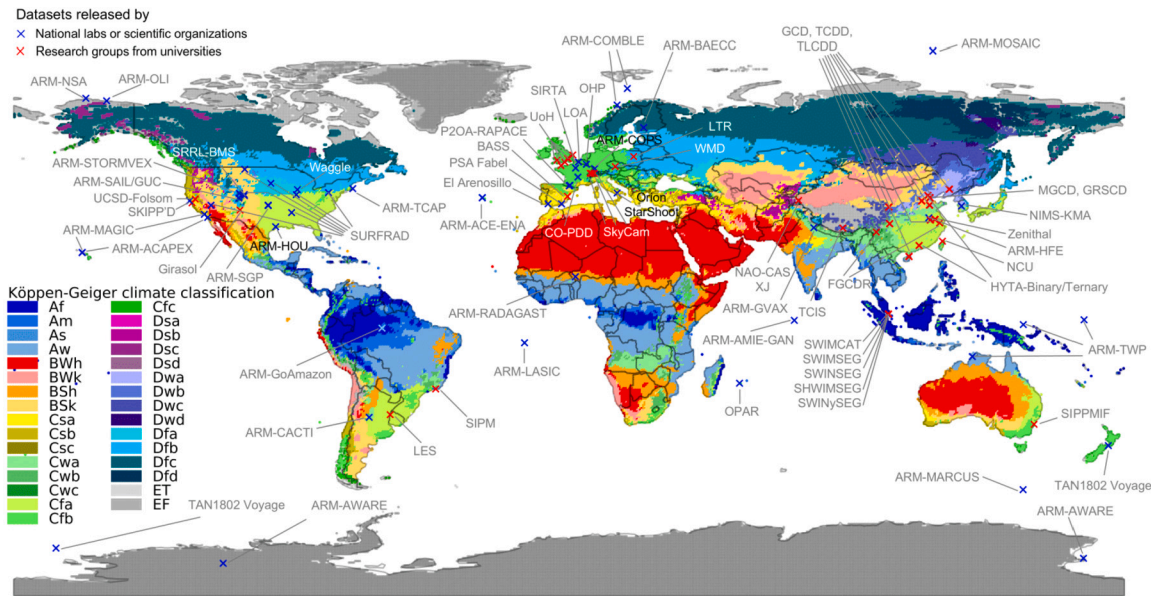 Datasets released by
National labs or scientific organizations
Research groups from universities
ARM-NSA
ARM-OLI
ARM-COMBLE
ARM-BAECC
GCD, TCDD,
TLCDD
ARM-MOSAIC
SIRTA
OHP
UoH
LOA
P2OA-RAPACE
BASS
PSA Fabel
El Arenosillo
ARM-COPS
LTR
WMD
SRRL-BMS
Waggle
ARM-STORMVEX
ARM-SAIL/GUC
UCSD-Folsom
SKIPP'D
ARM-MAGIC
ARM-ACAPEX
Girasol
ARM-SGP
ARM-HOU
SURFRAD
ARM-TCAP
ARM-ACE-ENA
Orion
StarShoot
CO-PDD
SkyCam
MGCD, GRSCD
NIMS-KMA
Zenithal
ARM-HFE
NCU
HYTA-Binary/Ternary
NAO-CAS
XJ
FGCDR
ARM-GVAX
TCIS
ARM-RADAGAST
ARM-AMIE-GAN
SWIMCAT
SWIMSEG
SWINSEG
SHWIMSEG
SWINySEG
ARM-TWP
ARM-GoAmazon
ARM-LASIC
OPAR
SIPM
ARM-CACTI
LES
SIPPMIF
ARM-MARCUS
TAN1802 Voyage
ARM-AWARE
TAN1802 Voyage
ARM-AWARE
Köppen-Geiger climate classification
Af
Am
As
Aw
BWh
BWk
BSh
BSk
Csa
Csb
Csc
Cwa
Cwb
Cwc
Cfa
Cfb
Cfc
Dsa
Dsb
Dsc
Dsd
Dwa
Dwb
Dwc
Dwd
Dfa
Dfb
Dfc
Dfd
ET
EF